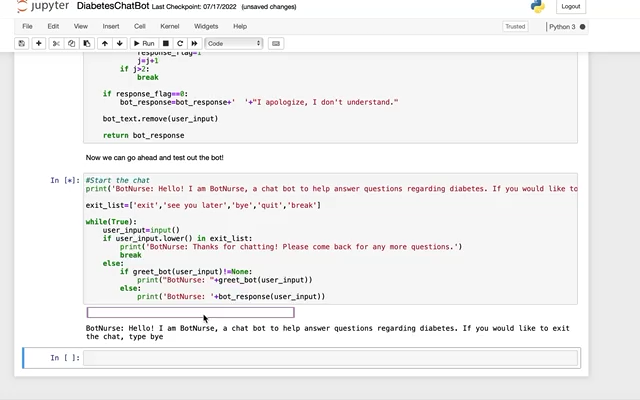 jupyter DiabetesChatBot Last Checkpoint: 07/17/2022 (unsaved changes)
Logout
File Edit View Insert Cell Kernel Widgets Help
Trusted
Python 3
Run
Code
response_flag=1
j=j+1
if j>2:
break
if response_flag==0:
bot_response=bot_response+' '+"I apologize, I don't understand."
bot_text.remove(user_input)
return bot_response
Now we can go ahead and test out the bot!
In [*]:
#Start the chat
print('BotNurse: Hello! I am BotNurse, a chat bot to help answer questions regarding diabetes. If you would like to
exit_list=['exit','see you later','bye','quit','break']
while(True):
user_input=input()
if user_input.lower() in exit_list:
print('BotNurse: Thanks for chatting! Please come back for any more questions.')
break
else:
if greet_bot(user_input)!=None:
print("BotNurse: "+greet_bot(user_input))
else:
print('BotNurse: '+bot_response(user_input))
BotNurse: Hello! I am BotNurse, a chat bot to help answer questions regarding diabetes. If you would like to exit
the chat, type bye
In [ ]: